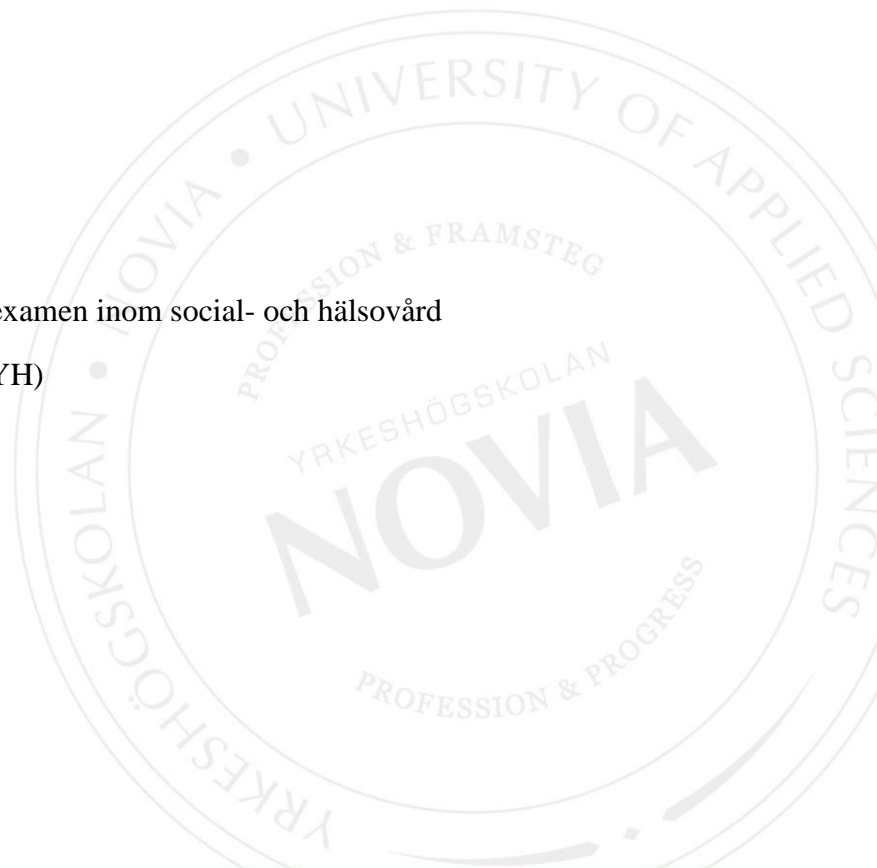 UNIVERSITY OF APPLIED SCIENCES
PROFESSION & FRAMSTEG
examen inom social- och hälsovård
YH)
YRKESHÖGSKOLAN
NOVIA
PROFESSION & PROGRESS
YRKESHÖGSKOLAN • NOVIA •